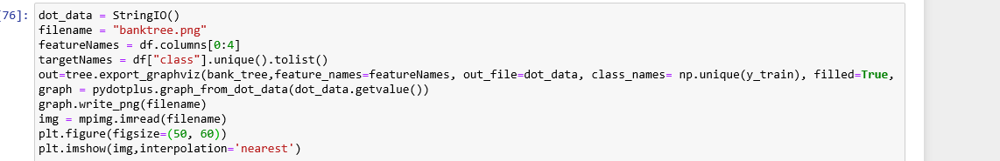 [76]: dot_data = StringIO()
filename = "banktree.png"
featureNames = df.columns[0:4]
targetNames = df["class"].unique().tolist()
out=tree.export_graphviz(bank_tree,feature_names=featureNames, out_file=dot_data, class_names= np.unique(y_train), filled=True,
graph = pydotplus.graph_from_dot_data(dot_data.getvalue())
graph.write_png(filename)
img = mpimg.imread(filename)
plt.figure(figsize=(50, 60))
plt.imshow(img,interpolation='nearest')